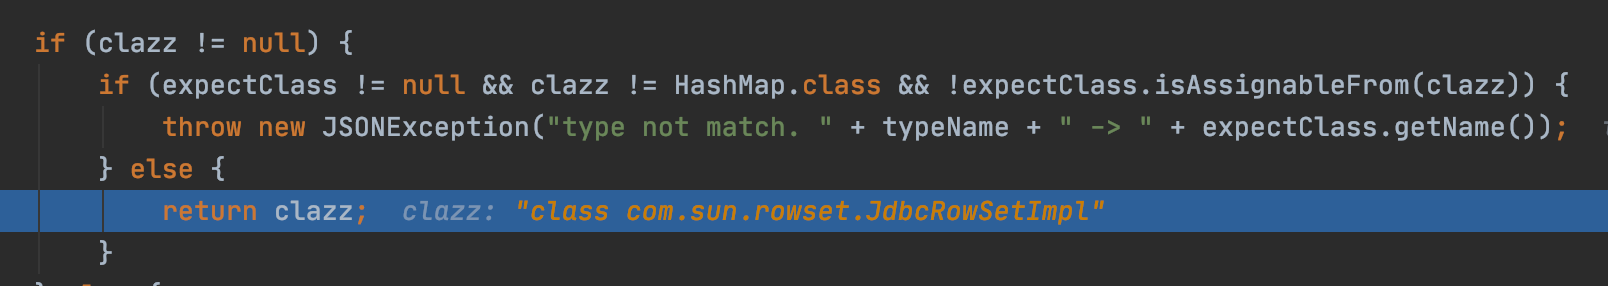 if (clazz != null) {
if (expectClass != null && clazz != HashMap.class && !expectClass.isAssignableFrom(clazz)) {
throw new JSONException("type not match. " + typeName + " -> " + expectClass.getName());
} else {
return clazz; clazz: "class com.sun.rowset.JdbcRowSetImpl"
}